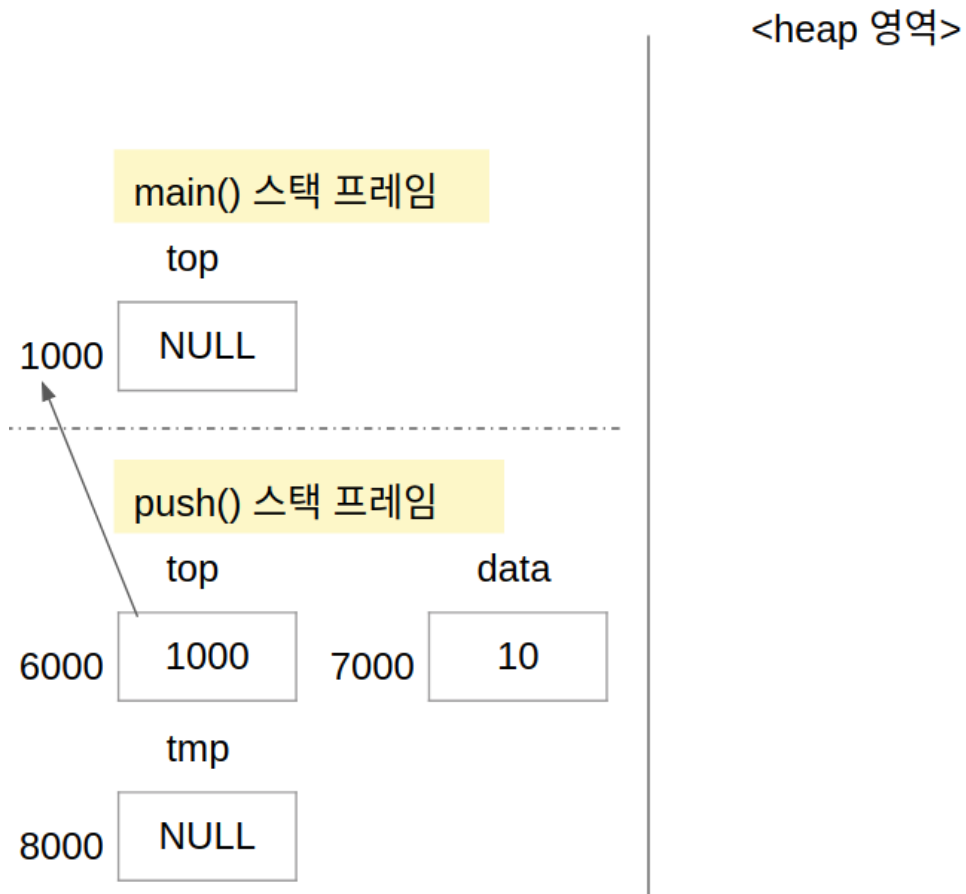 <heap 영역>
main() 스택 프레임
top
1000
NULL
push() 스택 프레임
top
data
6000
1000
7000
10
tmp
8000
NULL